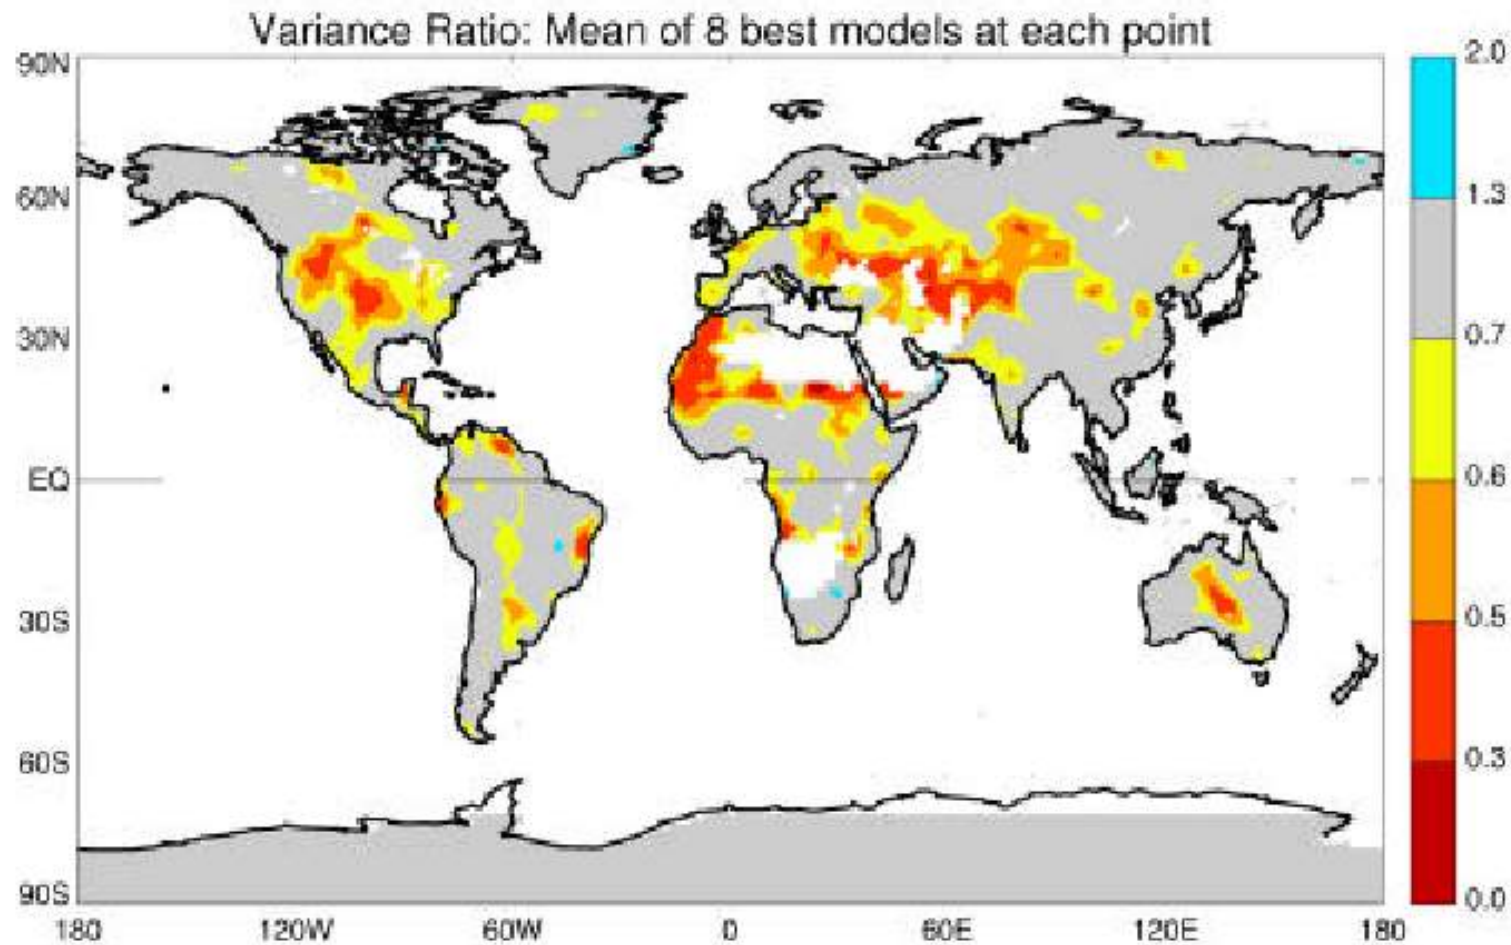 Variance Ratio: Mean of 8 best models at each point
90N
60N
30N
EQ
30S
60S
90S
180
120W
60W
0
60E
120E
180
2.0
1.3
0.7
0.6
0.5
0.3
0.0